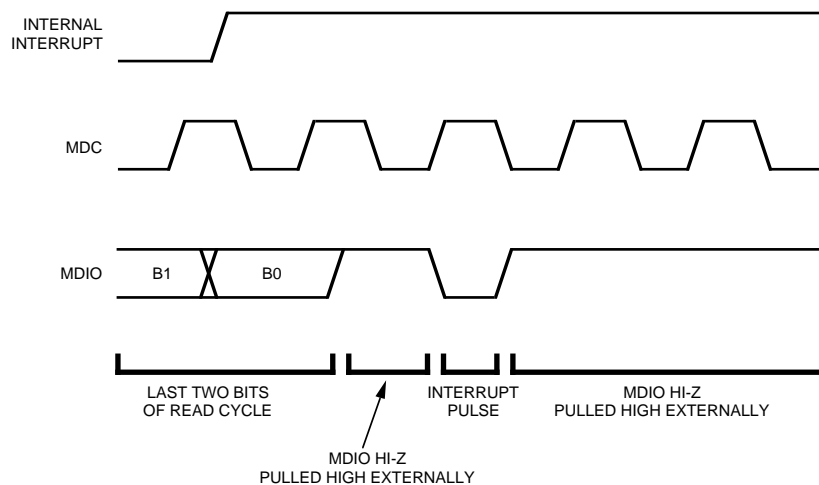 INTERNAL
INTERRUPT
MDC
MDIO
B1
B0
LAST TWO BITS
OF READ CYCLE
INTERRUPT
PULSE
MDIO HI-Z
PULLED HIGH EXTERNALLY
MDIO HI-Z
PULLED HIGH EXTERNALLY